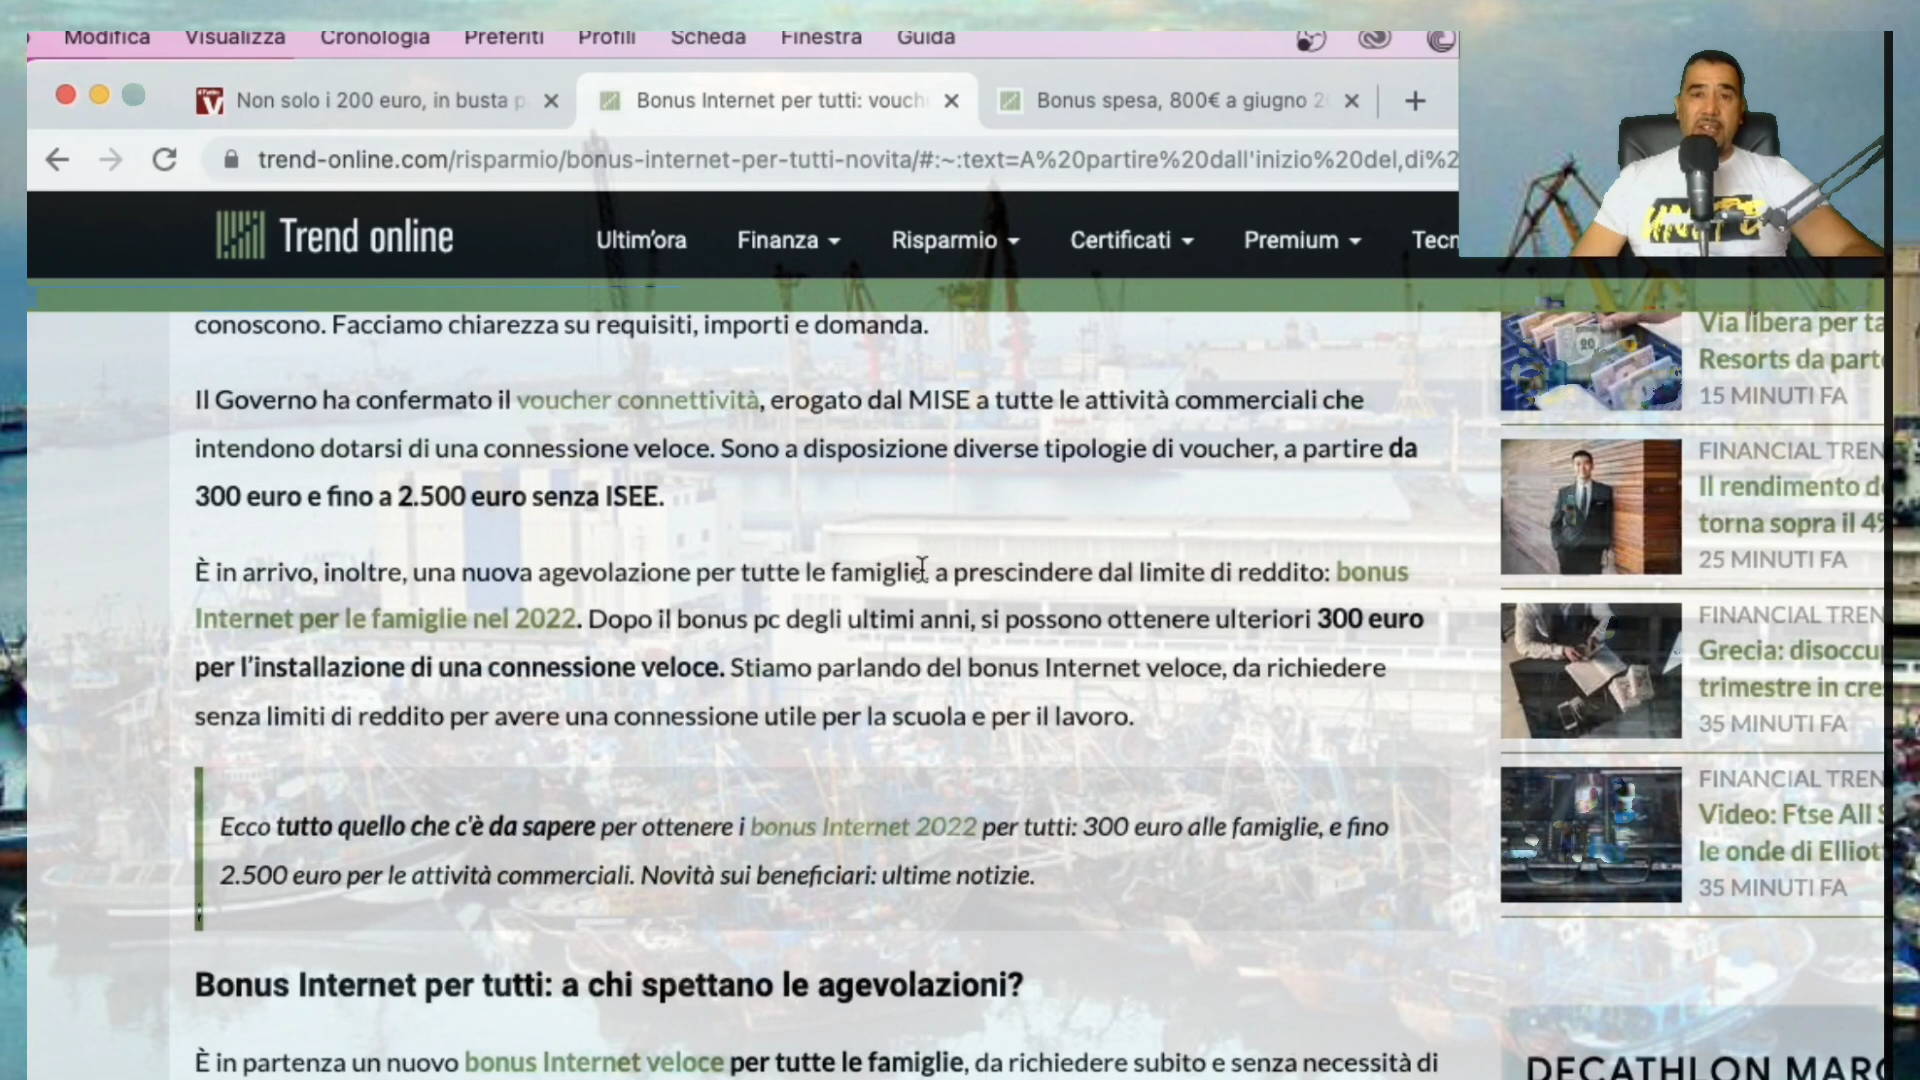 Modifica Visualizza Cronologia Preferiti Profili Scheda Finestra Guida
Non solo i 200 euro, in busta p
Bonus Internet per tutti: vouch
Bonus spesa, 800€ a giugno 2
trend-online.com/risparmio/bonus-internet-per-tutti-novita/#:~:text=A%20partire%20dall'inizio%20del,di%2
Trend online
Ultim'ora Finanza Risparmio Certificati Premium Tecn
conoscono. Facciamo chiarezza su requisiti, importi e domanda.
Il Governo ha confermato il voucher connettività, erogato dal MISE a tutte le attività commerciali che
intendono dotarsi di una connessione veloce. Sono a disposizione diverse tipologie di voucher, a partire da
300 euro e fino a 2.500 euro senza ISEE.
È in arrivo, inoltre, una nuova agevolazione per tutte le famiglie, a prescindere dal limite di reddito: bonus
Internet per le famiglie nel 2022. Dopo il bonus pc degli ultimi anni, si possono ottenere ulteriori 300 euro
per l'installazione di una connessione veloce. Stiamo parlando del bonus Internet veloce, da richiedere
senza limiti di reddito per avere una connessione utile per la scuola e per il lavoro.
Ecco tutto quello che c'è da sapere per ottenere i bonus Internet 2022 per tutti: 300 euro alle famiglie, e fino
2.500 euro per le attività commerciali. Novità sui beneficiari: ultime notizie.
Bonus Internet per tutti: a chi spettano le agevolazioni?
È in partenza un nuovo bonus Internet veloce per tutte le famiglie, da richiedere subito e senza necessità di
Via libera per ta
Resorts da part
15 MINUTI FA
FINANCIAL TREN
Il rendimento d
torna sopra il 4%
25 MINUTI FA
FINANCIAL TREN
Grecia: disoccu
trimestre in cre
35 MINUTI FA
FINANCIAL TREN
Video: Ftse All S
le onde di Elliot
35 MINUTI FA
DECATHLON MARC